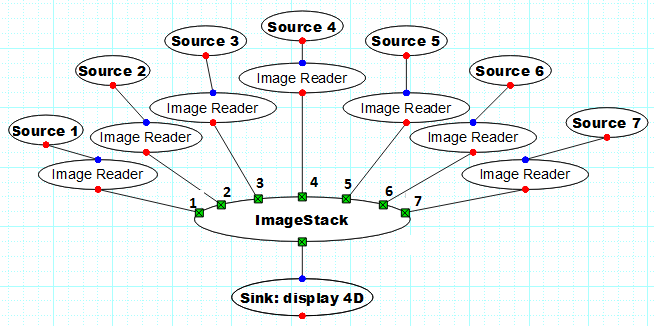 Source 4
Source 3
Source 5
Source 2
Source 6
Image Reader
Image Reader
Image Reader
Source 7
Source 1
Image Reader
Image Reader
Image Reader
Image Reader
1
2
3
4
5
6
7
ImageStack
Sink: display 4D